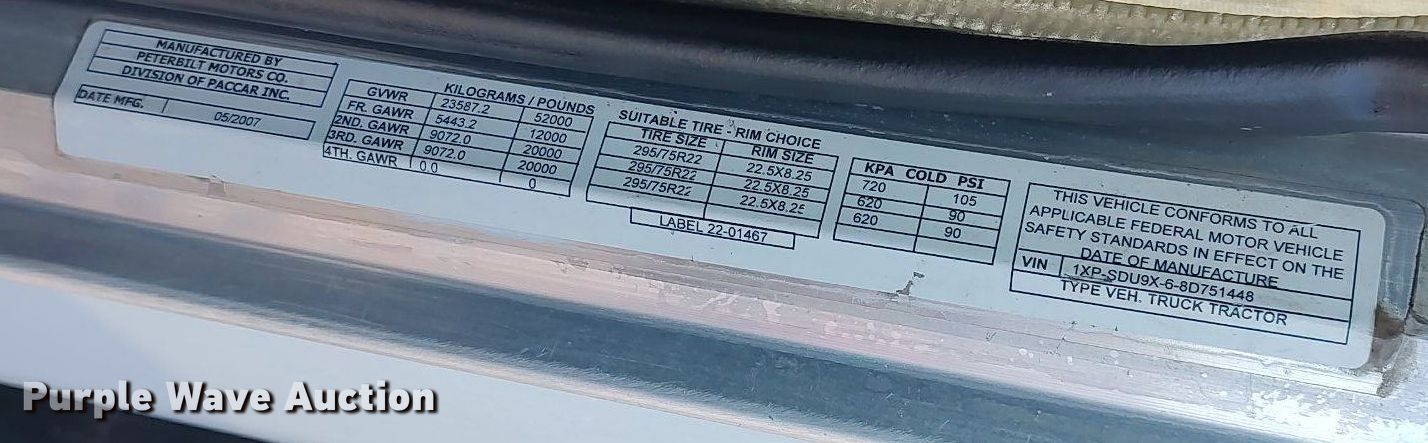 MANUFACTURED BY
PETERBILT MOTORS CO.
DIVISION OF PACCAR INC.
DATE MFG. 05/2007
KILOGRAMS / POUNDS
GVWR 23587.2 52000
FR. GAWR 5443.2 12000
2ND. GAWR 9072.0 20000
3RD. GAWR 9072.0 20000
4TH. GAWR 0.0 0
SUITABLE TIRE - RIM CHOICE
TIRE SIZE RIM SIZE
295/75R22 22.5X8.25
295/75R22 22.5X8.25
295/75R22 22.5X8.25
LABEL 22-01467
KPA COLD PSI
720 105
620 90
620 90
THIS VEHICLE CONFORMS TO ALL
APPLICABLE FEDERAL MOTOR VEHICLE
SAFETY STANDARDS IN EFFECT ON THE
DATE OF MANUFACTURE
VIN 1XP-SDU9X-6-8D751448
TYPE VEH. TRUCK TRACTOR
Purple Wave Auction